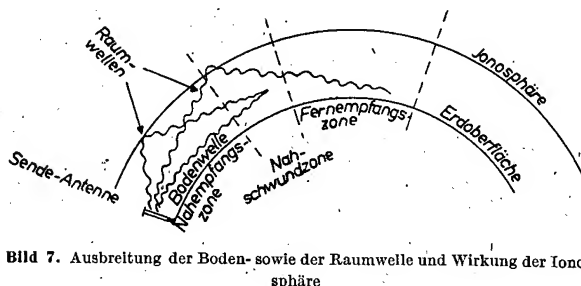 Raum-
wellen
Jonosphäre
Fernempfangs-
zone
Erdoberfläche
Bodenwelle
Nahempfangs-
zone
Nah-
schwundzone
Sende-Antenne
Bild 7. Ausbreitung der Boden- sowie der Raumwelle und Wirkung der Iono
sphäre